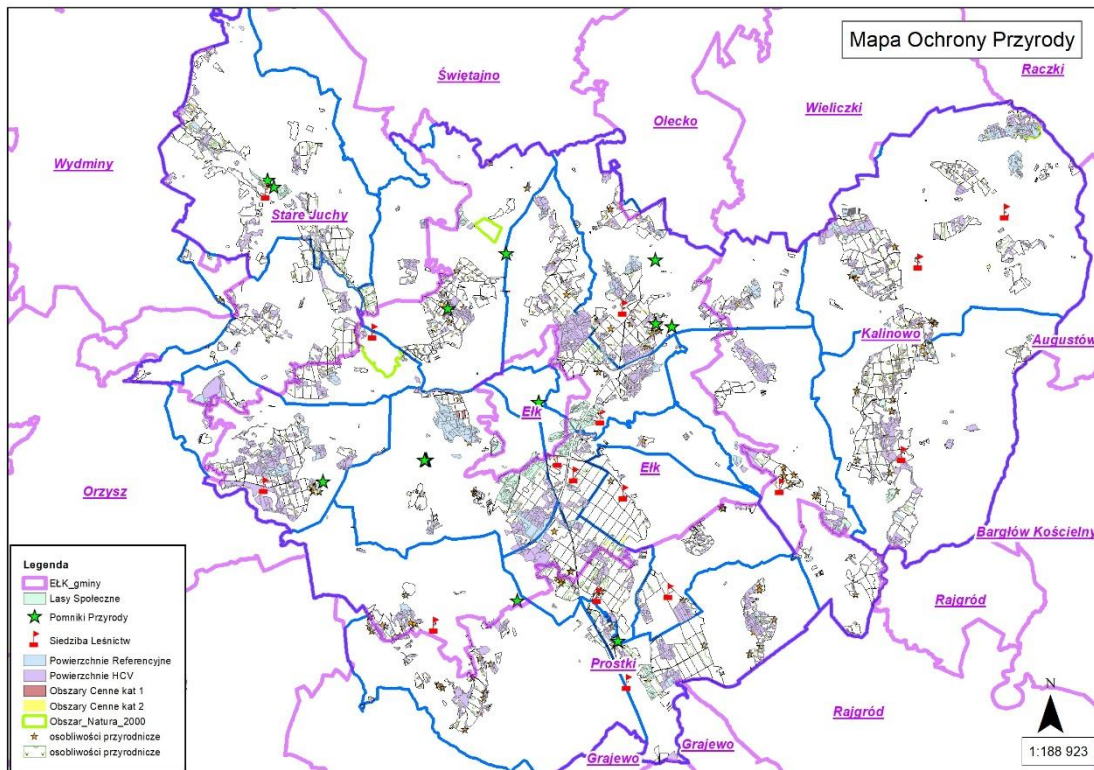 Mapa Ochrony Przyrody
Raczki
Świętajno
Olecko
Wieliczki
Wydminy
Stare Juchy
Kalinowo
Augustów
Ełk
Ełk
Orzysz
Bargłów Kościelny
Rajgród
Prostki
Rajgród
Grajewo
Grajewo
Legenda
EŁK_gminy
Lasy Społeczne
Pomniki Przyrody
Siedziba Leśnictw
Powierzchnie Referencyjne
Powierzchnie HCV
Obszary Cenne kat 1
Obszary Cenne kat 2
Obszar_Natura_2000
osobliwości przyrodnicze
osobliwości przyrodnicze
N
1:188 923